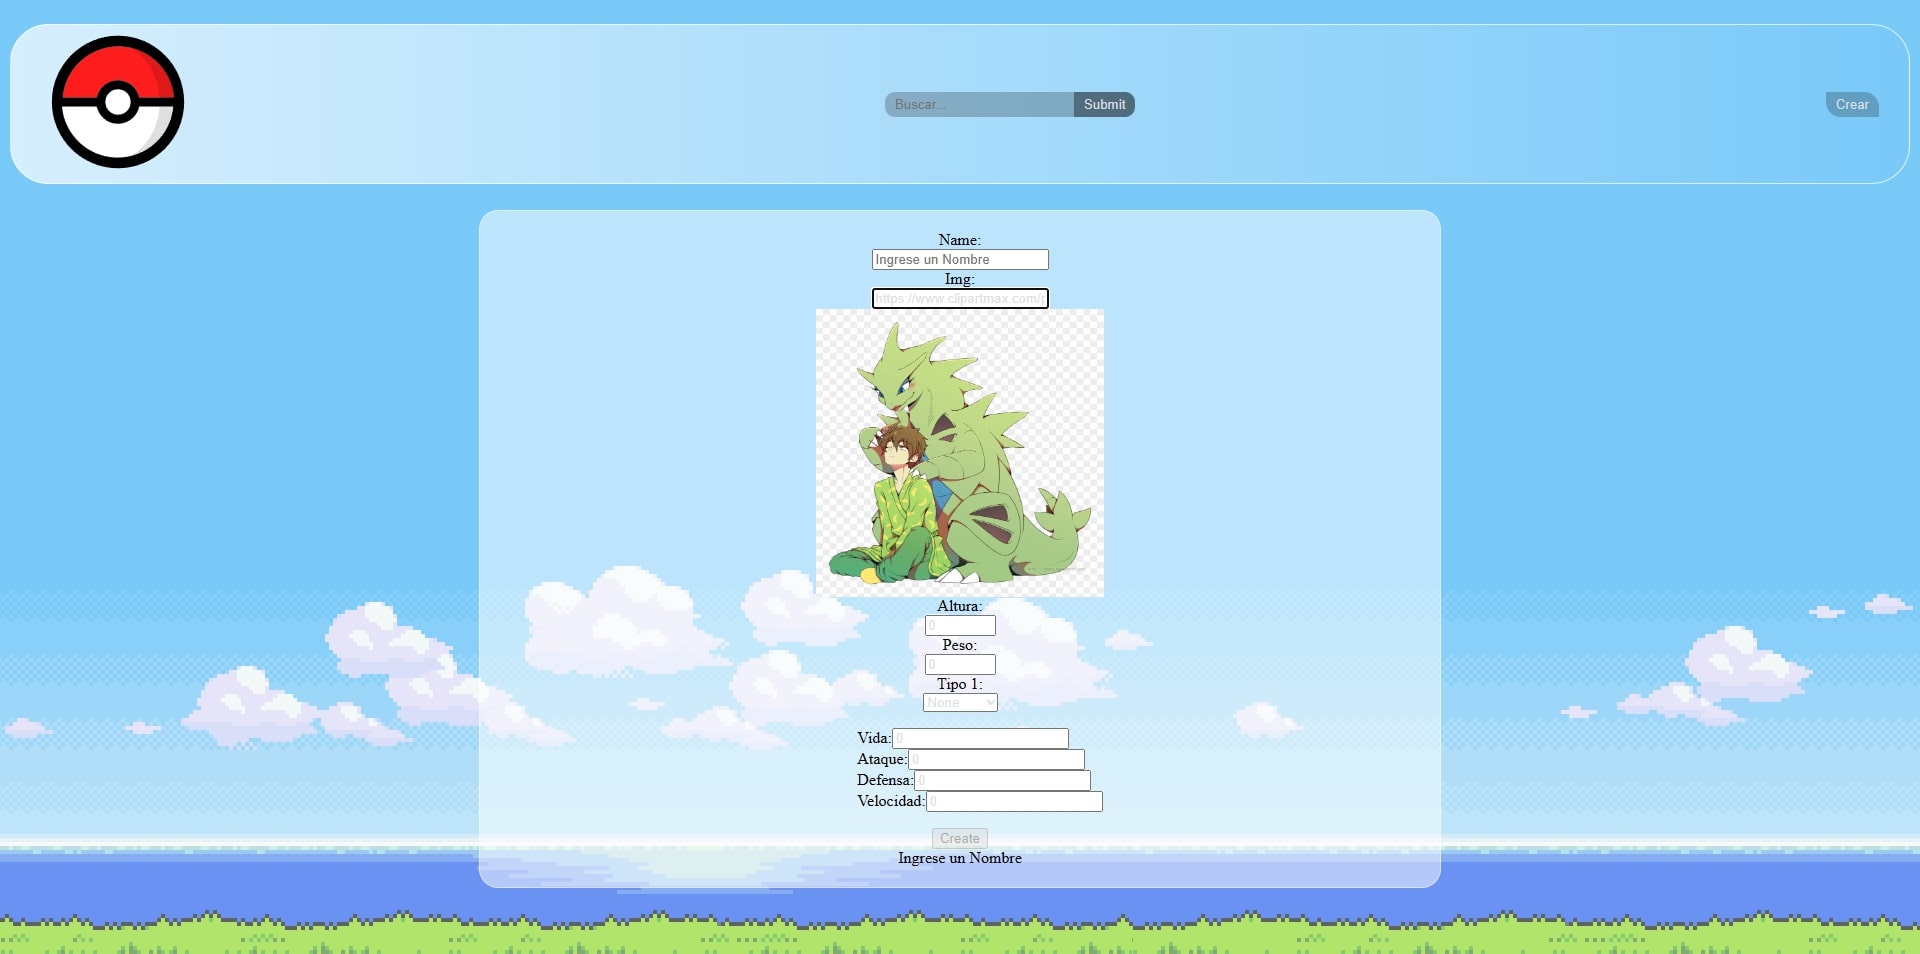 Buscar...
Submit
Crear
Name:
Ingrese un Nombre
Img:
https://www.clipartmax.com/
Altura:
0
Peso:
0
Tipo 1:
None
Vida: 0
Ataque: 0
Defensa: 0
Velocidad: 0
Create
Ingrese un Nombre